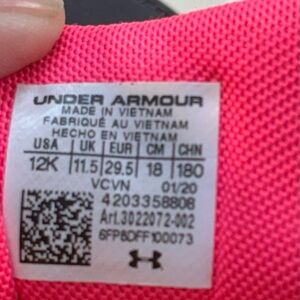 UNDER ARMOUR
MADE IN VIETNAM
FABRIQUÉ AU VIETNAM
HECHO EN VIETNAM
USA UK EUR CM CHN
12K 11.5 29.5 18 180
VCVN 01/20
4203358808
Art.3022072-002
6FP8DFF100073